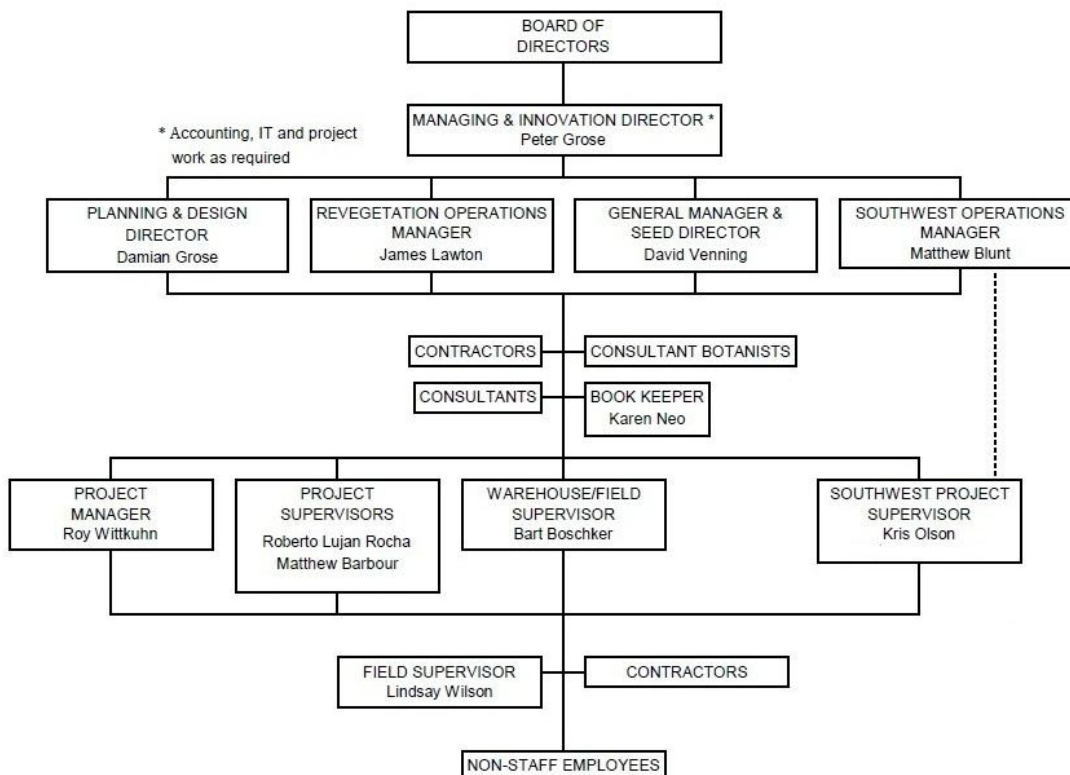 BOARD OF
DIRECTORS
MANAGING & INNOVATION DIRECTOR *
Peter Grose
* Accounting, IT and project
work as required
PLANNING & DESIGN
DIRECTOR
Damian Grose
REVEGETATION OPERATIONS
MANAGER
James Lawton
GENERAL MANAGER &
SEED DIRECTOR
David Venning
SOUTHWEST OPERATIONS
MANAGER
Matthew Blunt
CONTRACTORS
CONSULTANT BOTANISTS
CONSULTANTS
BOOK KEEPER
Karen Neo
PROJECT
MANAGER
Roy Wittkuhn
PROJECT
SUPERVISORS
Roberto Lujan Rocha
Matthew Barbour
WAREHOUSE/FIELD
SUPERVISOR
Bart Boschker
SOUTHWEST PROJECT
SUPERVISOR
Kris Olson
FIELD SUPERVISOR
Lindsay Wilson
CONTRACTORS
NON-STAFF EMPLOYEES